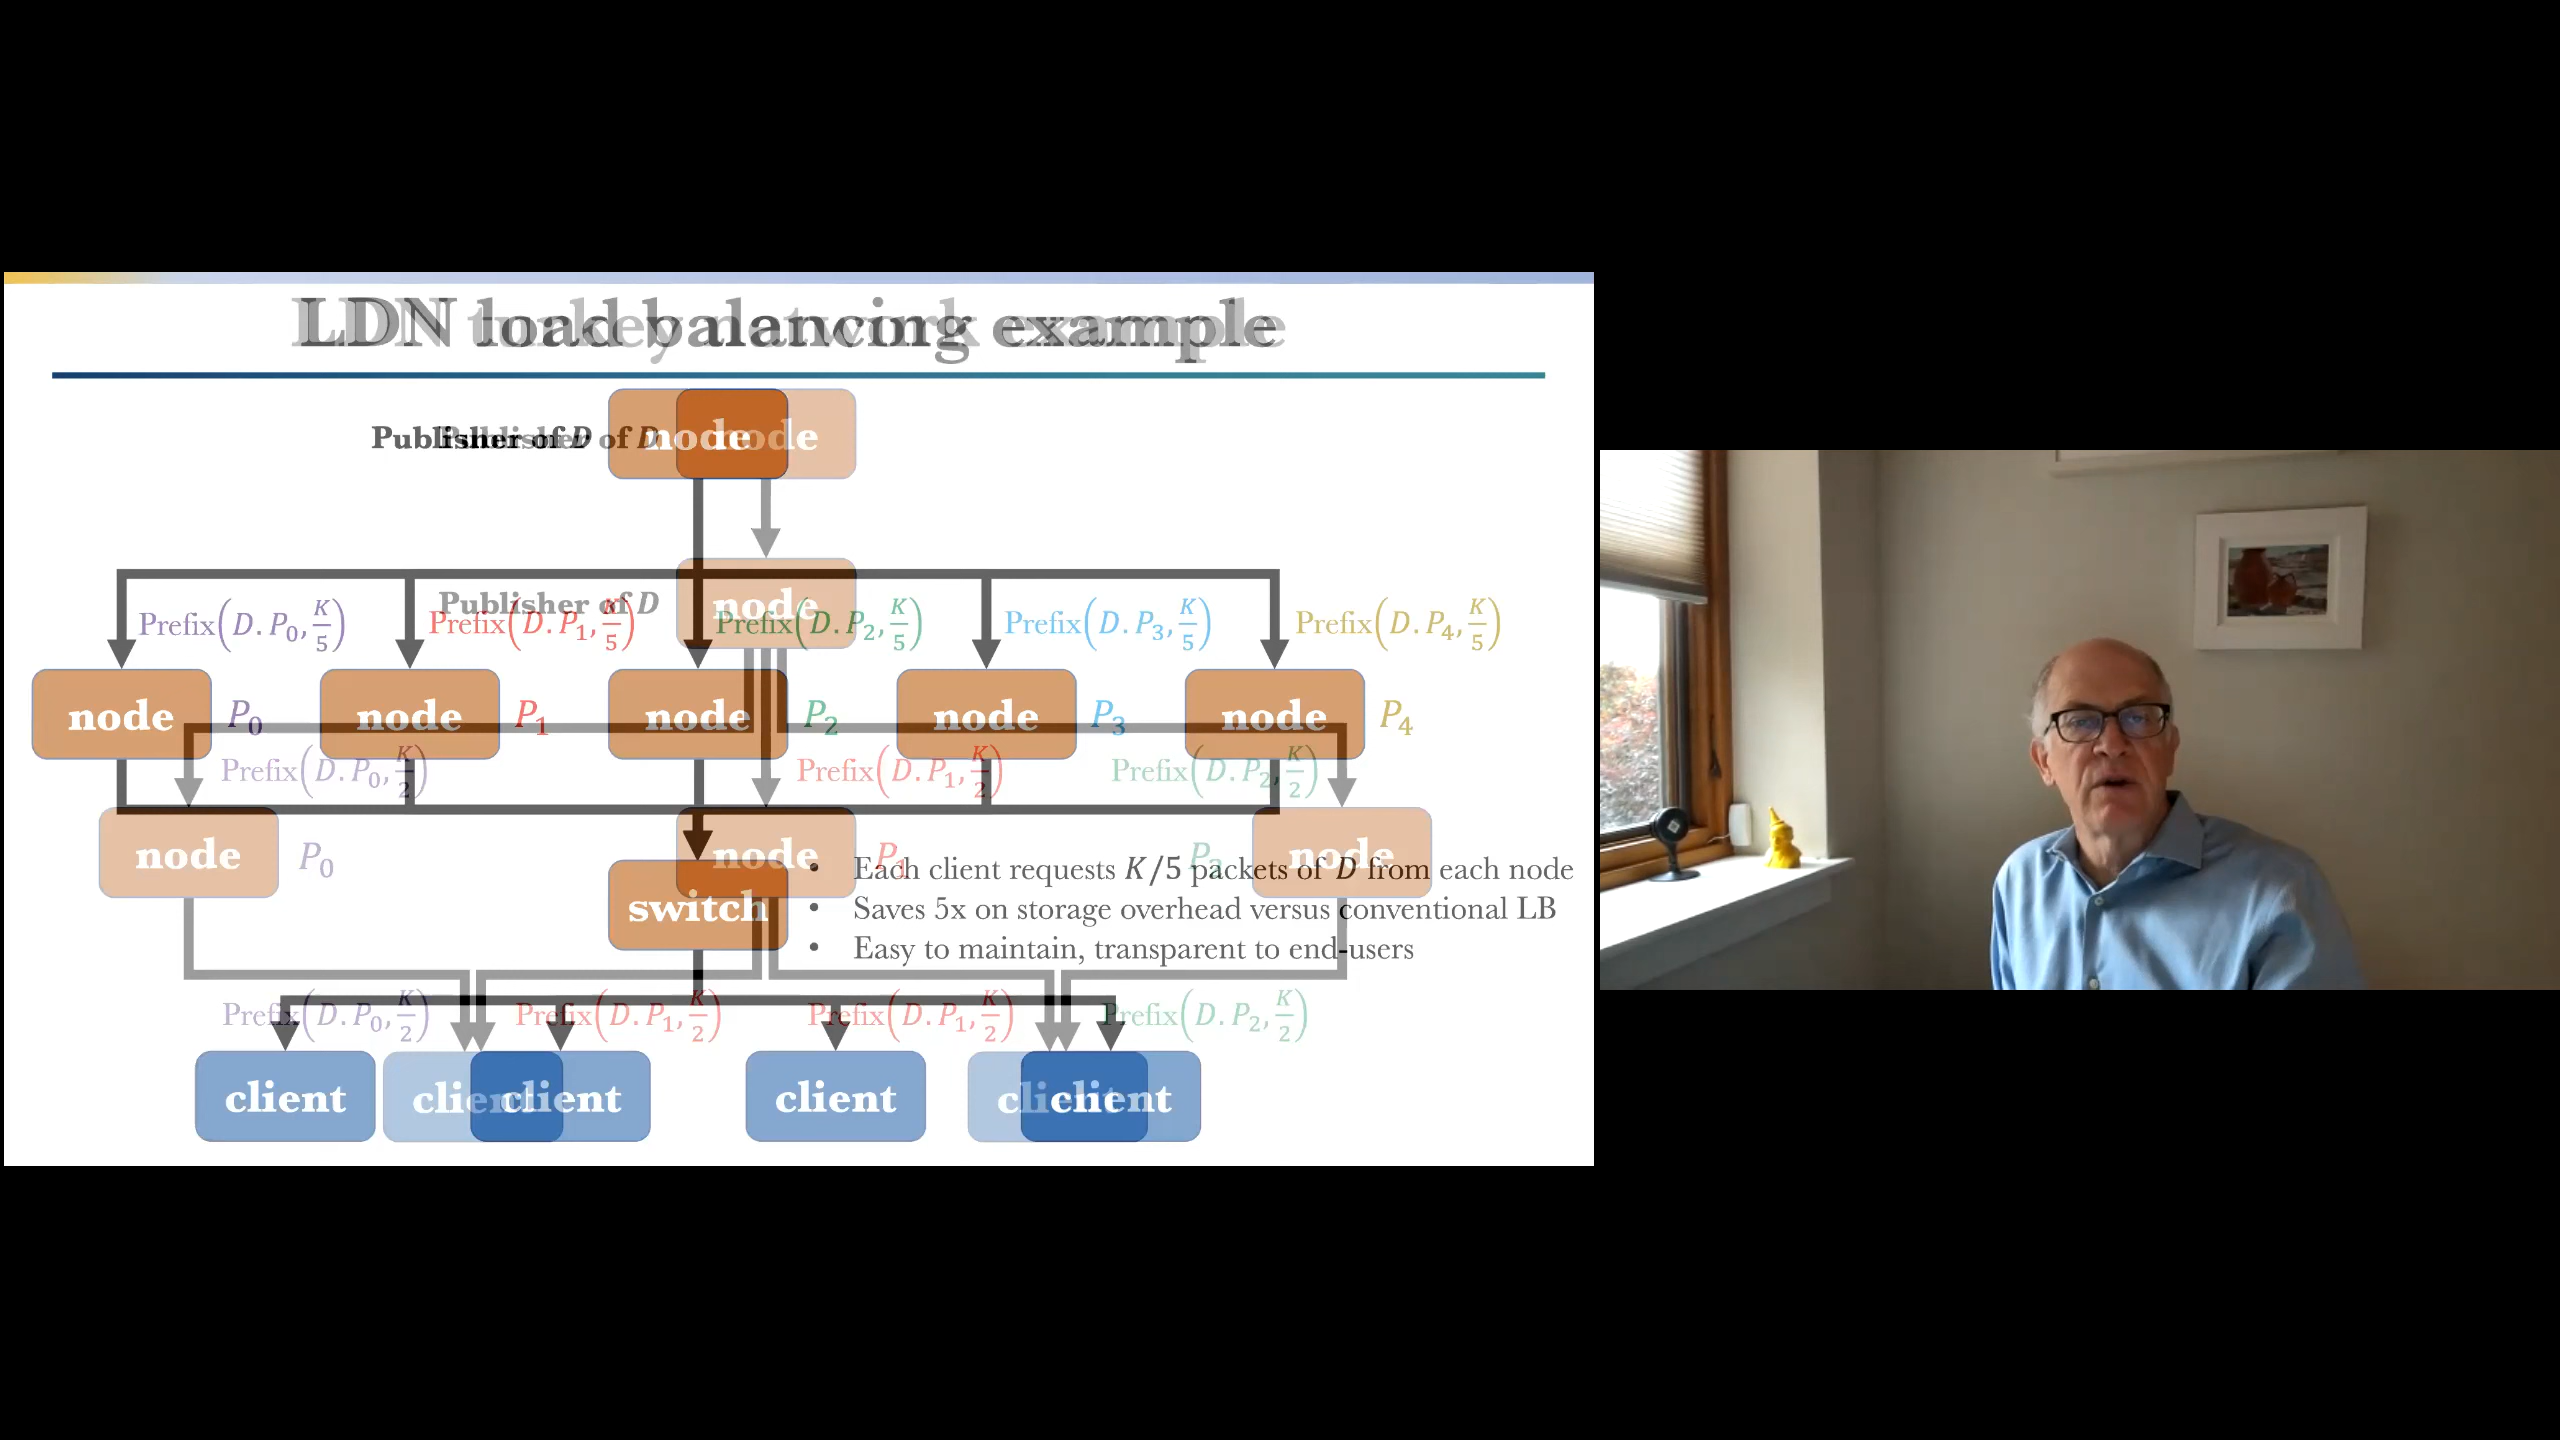 LDN load balancing example
LDN turnkey network example
Publisher of D node
Publisher of D node
Publisher of D node
Prefix(D.P₀, K/5) Prefix(D.P₁, K/5) Prefix(D.P₂, K/5) Prefix(D.P₃, K/5) Prefix(D.P₄, K/5)
node P₀ node P₁ node P₂ node P₃ node P₄
Prefix(D.P₀, K/2) Prefix(D.P₁, K/2) Prefix(D.P₂, K/2)
node P₀ node P₁ P₂ node
switch
• Each client requests K/5 packets of D from each node
• Saves 5x on storage overhead versus conventional LB
• Easy to maintain, transparent to end-users
Prefix(D.P₀, K/2) Prefix(D.P₁, K/2) Prefix(D.P₁, K/2) Prefix(D.P₂, K/2)
client client client client client client